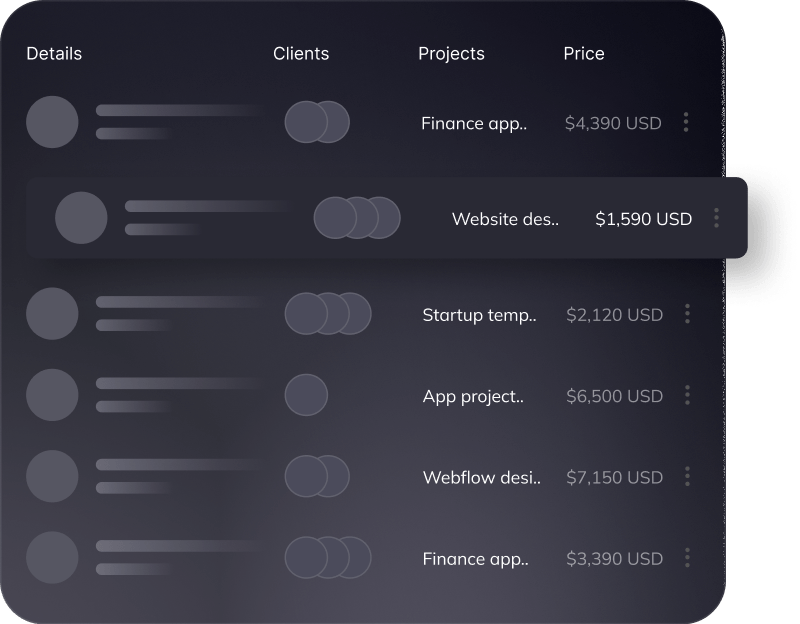 Details Clients Projects Price
Finance app.. $4,390 USD
Website des.. $1,590 USD
Startup temp.. $2,120 USD
App project.. $6,500 USD
Webflow desi.. $7,150 USD
Finance app.. $3,390 USD